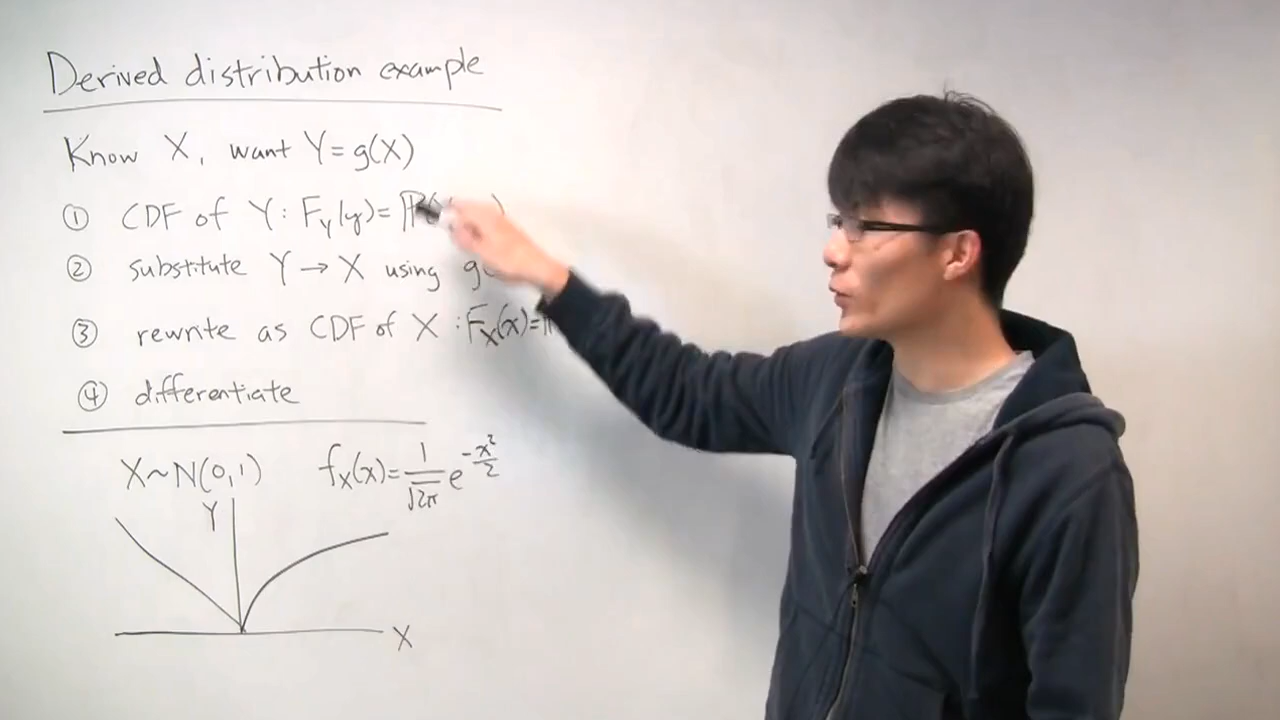 Derived distribution example
Know X, want Y=g(X)
① CDF of Y: F_Y(y)=ℙ( )
② substitute Y→X using g(
③ rewrite as CDF of X : F_X(x)=ℙ
④ differentiate
X~N(0,1) f_X(x)=1/√2π e^-x²/2
Y
X